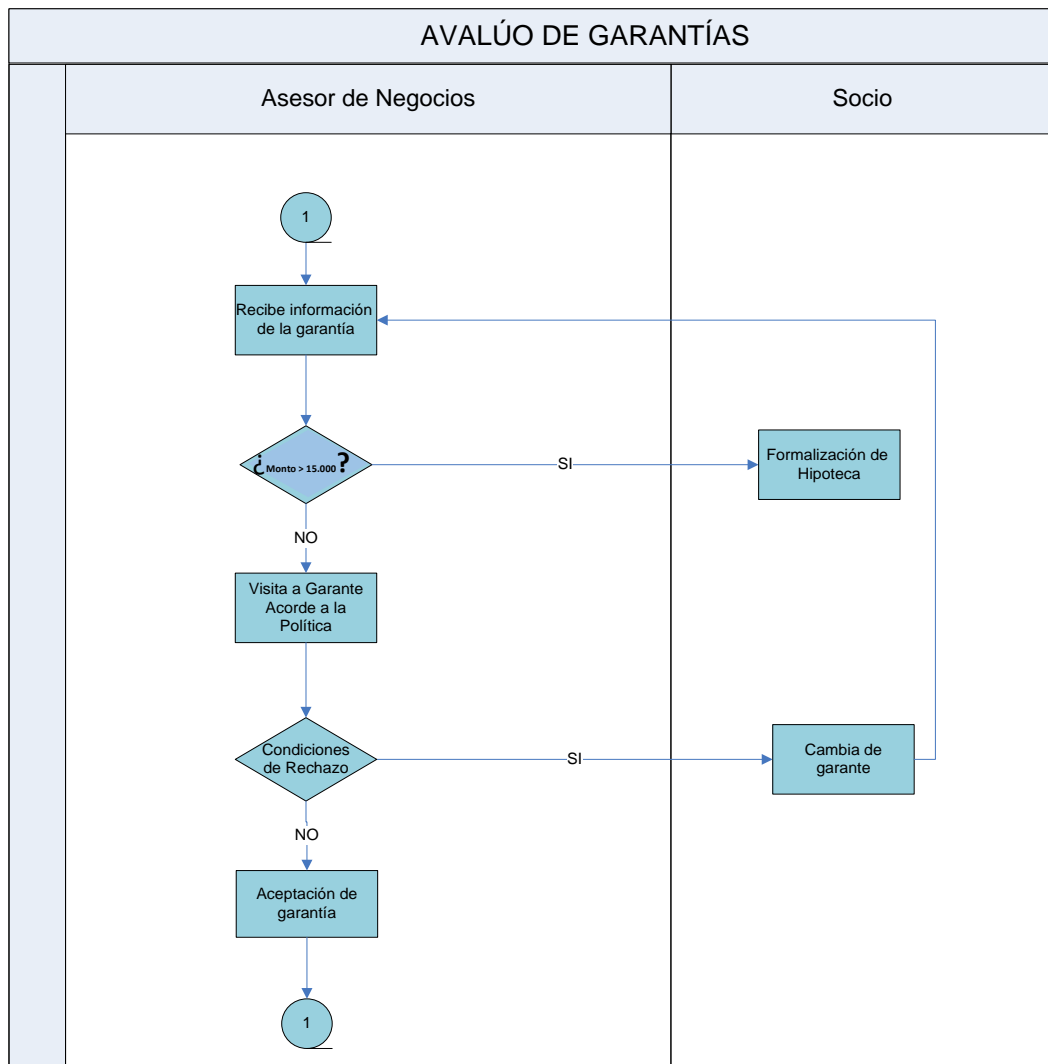 AVALÚO DE GARANTÍAS
Asesor de Negocios
Socio
1
Recibe información
de la garantía
¿Monto > 15.000?
SI
Formalización de
Hipoteca
NO
Visita a Garante
Acorde a la
Política
Condiciones
de Rechazo
SI
Cambia de
garante
NO
Aceptación de
garantía
1